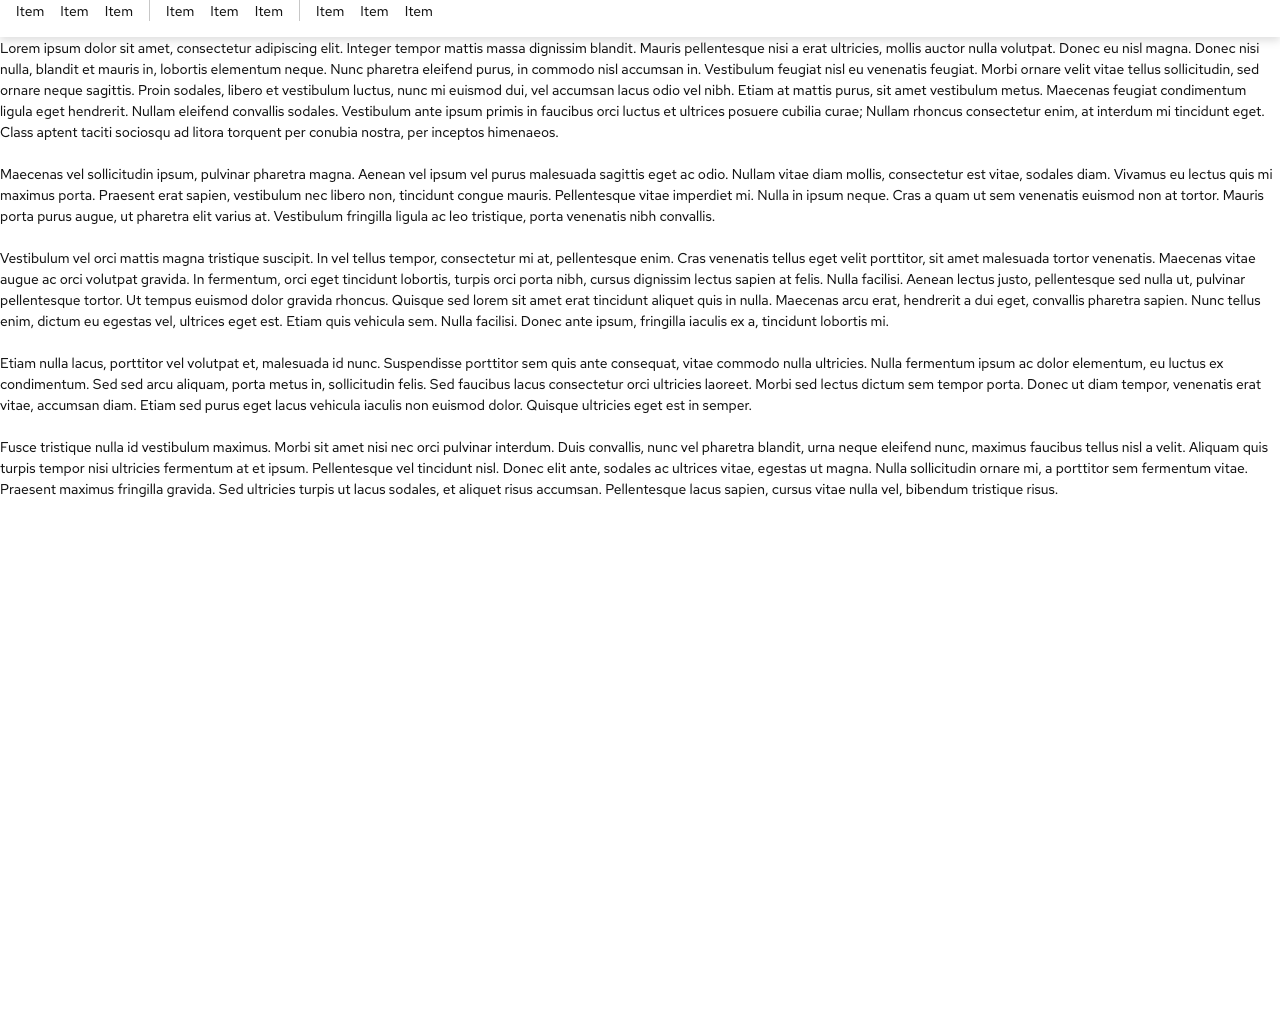 Item Item Item Item Item Item Item Item Item
Lorem ipsum dolor sit amet, consectetur adipiscing elit. Integer tempor mattis massa dignissim blandit. Mauris pellentesque nisi a erat ultricies, mollis auctor nulla volutpat. Donec eu nisl magna. Donec nisi
nulla, blandit et mauris in, lobortis elementum neque. Nunc pharetra eleifend purus, in commodo nisl accumsan in. Vestibulum feugiat nisl eu venenatis feugiat. Morbi ornare velit vitae tellus sollicitudin, sed
ornare neque sagittis. Proin sodales, libero et vestibulum luctus, nunc mi euismod dui, vel accumsan lacus odio vel nibh. Etiam at mattis purus, sit amet vestibulum metus. Maecenas feugiat condimentum
ligula eget hendrerit. Nullam eleifend convallis sodales. Vestibulum ante ipsum primis in faucibus orci luctus et ultrices posuere cubilia curae; Nullam rhoncus consectetur enim, at interdum mi tincidunt eget.
Class aptent taciti sociosqu ad litora torquent per conubia nostra, per inceptos himenaeos.
Maecenas vel sollicitudin ipsum, pulvinar pharetra magna. Aenean vel ipsum vel purus malesuada sagittis eget ac odio. Nullam vitae diam mollis, consectetur est vitae, sodales diam. Vivamus eu lectus quis mi
maximus porta. Praesent erat sapien, vestibulum nec libero non, tincidunt congue mauris. Pellentesque vitae imperdiet mi. Nulla in ipsum neque. Cras a quam ut sem venenatis euismod non at tortor. Mauris
porta purus augue, ut pharetra elit varius at. Vestibulum fringilla ligula ac leo tristique, porta venenatis nibh convallis.
Vestibulum vel orci mattis magna tristique suscipit. In vel tellus tempor, consectetur mi at, pellentesque enim. Cras venenatis tellus eget velit porttitor, sit amet malesuada tortor venenatis. Maecenas vitae
augue ac orci volutpat gravida. In fermentum, orci eget tincidunt lobortis, turpis orci porta nibh, cursus dignissim lectus sapien at felis. Nulla facilisi. Aenean lectus justo, pellentesque sed nulla ut, pulvinar
pellentesque tortor. Ut tempus euismod dolor gravida rhoncus. Quisque sed lorem sit amet erat tincidunt aliquet quis in nulla. Maecenas arcu erat, hendrerit a dui eget, convallis pharetra sapien. Nunc tellus
enim, dictum eu egestas vel, ultrices eget est. Etiam quis vehicula sem. Nulla facilisi. Donec ante ipsum, fringilla iaculis ex a, tincidunt lobortis mi.
Etiam nulla lacus, porttitor vel volutpat et, malesuada id nunc. Suspendisse porttitor sem quis ante consequat, vitae commodo nulla ultricies. Nulla fermentum ipsum ac dolor elementum, eu luctus ex
condimentum. Sed sed arcu aliquam, porta metus in, sollicitudin felis. Sed faucibus lacus consectetur orci ultricies laoreet. Morbi sed lectus dictum sem tempor porta. Donec ut diam tempor, venenatis erat
vitae, accumsan diam. Etiam sed purus eget lacus vehicula iaculis non euismod dolor. Quisque ultricies eget est in semper.
Fusce tristique nulla id vestibulum maximus. Morbi sit amet nisi nec orci pulvinar interdum. Duis convallis, nunc vel pharetra blandit, urna neque eleifend nunc, maximus faucibus tellus nisl a velit. Aliquam quis
turpis tempor nisi ultricies fermentum at et ipsum. Pellentesque vel tincidunt nisl. Donec elit ante, sodales ac ultrices vitae, egestas ut magna. Nulla sollicitudin ornare mi, a porttitor sem fermentum vitae.
Praesent maximus fringilla gravida. Sed ultricies turpis ut lacus sodales, et aliquet risus accumsan. Pellentesque lacus sapien, cursus vitae nulla vel, bibendum tristique risus.